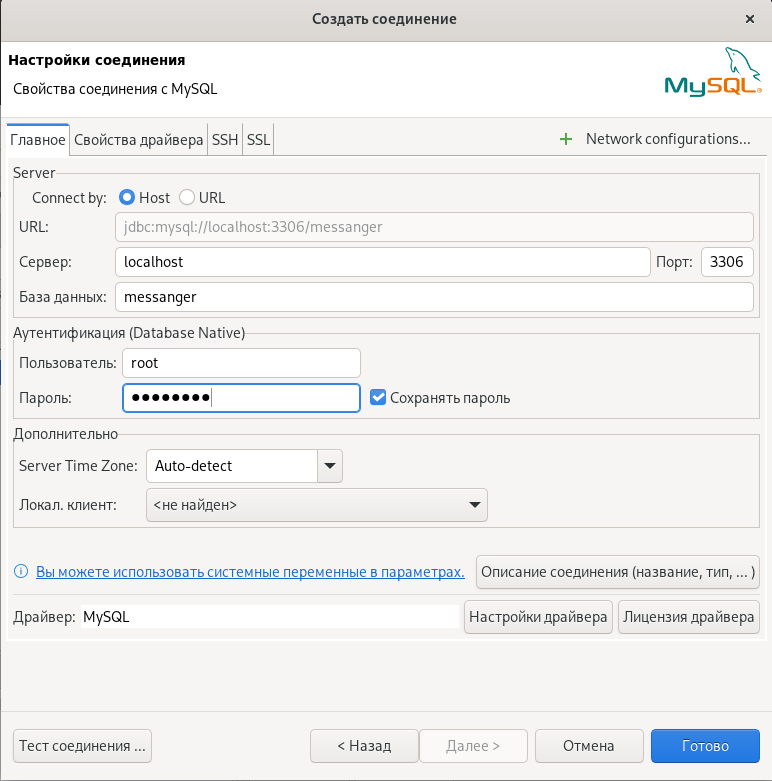 Создать соединение
Настройки соединения
Свойства соединения с MySQL
MySQL®
Главное Свойства драйвера SSH SSL Network configurations...
Server
Connect by: Host URL
URL: jdbc:mysql://localhost:3306/messanger
Сервер: localhost Порт: 3306
База данных: messanger
Аутентификация (Database Native)
Пользователь: root
Пароль: ●●●●●●●● Сохранять пароль
Дополнительно
Server Time Zone: Auto-detect
Локал. клиент: <не найден>
Вы можете использовать системные переменные в параметрах. Описание соединения (название, тип, ... )
Драйвер: MySQL Настройки драйвера Лицензия драйвера
Тест соединения ... < Назад Далее > Отмена Готово